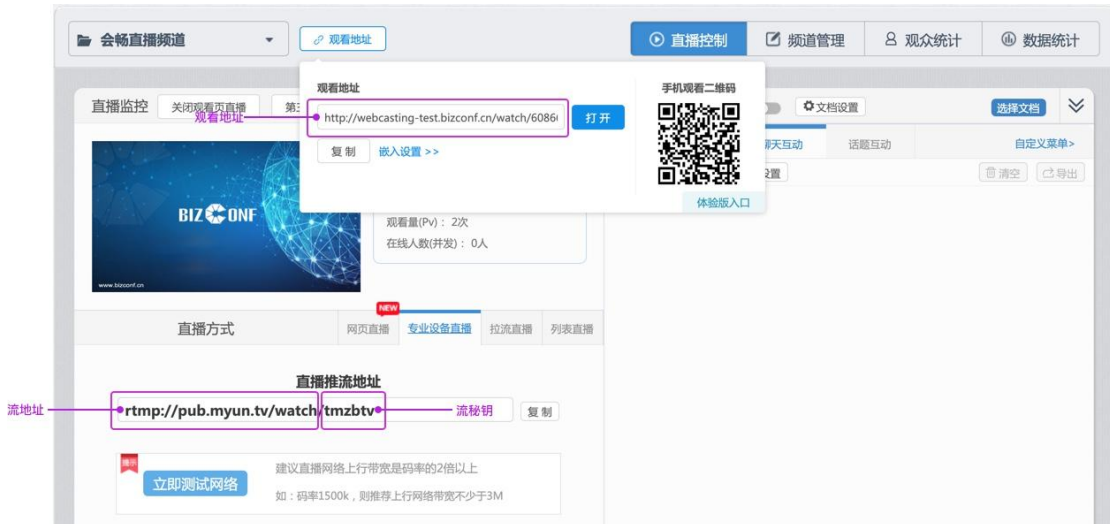 会畅直播频道
观看地址
直播控制
频道管理
观众统计
数据统计
观看地址
手机观看二维码
http://webcasting-test.bizconf.cn/watch/6086
打开
复制
嵌入设置 >>
体验版入口
直播监控
关闭观看页直播
观看地址
文档设置
选择文档
聊天互动
话题互动
自定义菜单>
清空
导出
BIZCONF
www.bizconf.cn
观看量(Pv)： 2次
在线人数(并发)： 0人
直播方式
网页直播
NEW
专业设备直播
拉流直播
列表直播
直播推流地址
流地址
rtmp://pub.myun.tv/watch/tmzbtv
流秘钥
复制
提示
立即测试网络
建议直播网络上行带宽是码率的2倍以上
如：码率1500k，则推荐上行网络带宽不少于3M